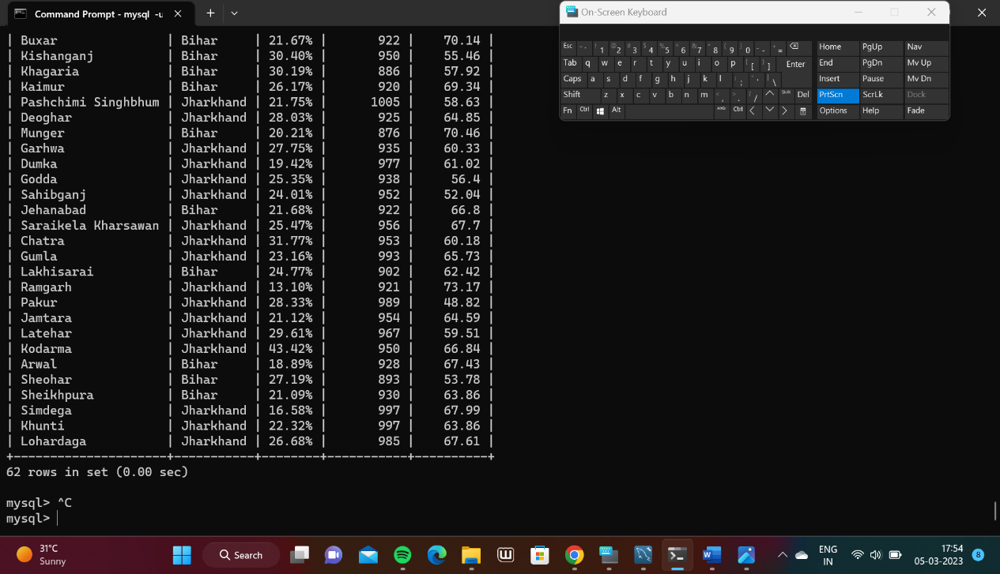 Command Prompt - mysql -u
On-Screen Keyboard
| Buxar | Bihar | 21.67% | 922 | 70.14 |
| Kishanganj | Bihar | 30.40% | 950 | 55.46 |
| Khagaria | Bihar | 30.19% | 886 | 57.92 |
| Kaimur | Bihar | 26.17% | 920 | 69.34 |
| Pashchimi Singhbhum | Jharkhand | 21.75% | 1005 | 58.63 |
| Deoghar | Jharkhand | 28.03% | 925 | 64.85 |
| Munger | Bihar | 20.21% | 876 | 70.46 |
| Garhwa | Jharkhand | 27.75% | 935 | 60.33 |
| Dumka | Jharkhand | 19.42% | 977 | 61.02 |
| Godda | Jharkhand | 25.35% | 938 | 56.4 |
| Sahibganj | Jharkhand | 24.01% | 952 | 52.04 |
| Jehanabad | Bihar | 21.68% | 922 | 66.8 |
| Saraikela Kharsawan | Jharkhand | 25.47% | 956 | 67.7 |
| Chatra | Jharkhand | 31.77% | 953 | 60.18 |
| Gumla | Jharkhand | 23.16% | 993 | 65.73 |
| Lakhisarai | Bihar | 24.77% | 902 | 62.42 |
| Ramgarh | Jharkhand | 13.10% | 921 | 73.17 |
| Pakur | Jharkhand | 28.33% | 989 | 48.82 |
| Jamtara | Jharkhand | 21.12% | 954 | 64.59 |
| Latehar | Jharkhand | 29.61% | 967 | 59.51 |
| Kodarma | Jharkhand | 43.42% | 950 | 66.84 |
| Arwal | Bihar | 18.89% | 928 | 67.43 |
| Sheohar | Bihar | 27.19% | 893 | 53.78 |
| Sheikhpura | Bihar | 21.09% | 930 | 63.86 |
| Simdega | Jharkhand | 16.58% | 997 | 67.99 |
| Khunti | Jharkhand | 22.32% | 997 | 63.86 |
| Lohardaga | Jharkhand | 26.68% | 985 | 67.61 |
+---------------------+-----------+--------+-----------+----------+
62 rows in set (0.00 sec)
mysql> ^C
mysql>
Esc 1 2 3 4 5 6 7 8 9 0 - = Home PgUp Nav
Tab q w e r t y u i o p [ ] Enter End PgDn Mv Up
Caps a s d f g h j k l ; ' \ Insert Pause Mv Dn
Shift z x c v b n m , . / Shift Del PrtScn ScrLk Dock
Fn Ctrl Alt AltGr Ctrl Options Help Fade
31°C
Sunny
Search
W
ENG
IN
17:54
05-03-2023
8